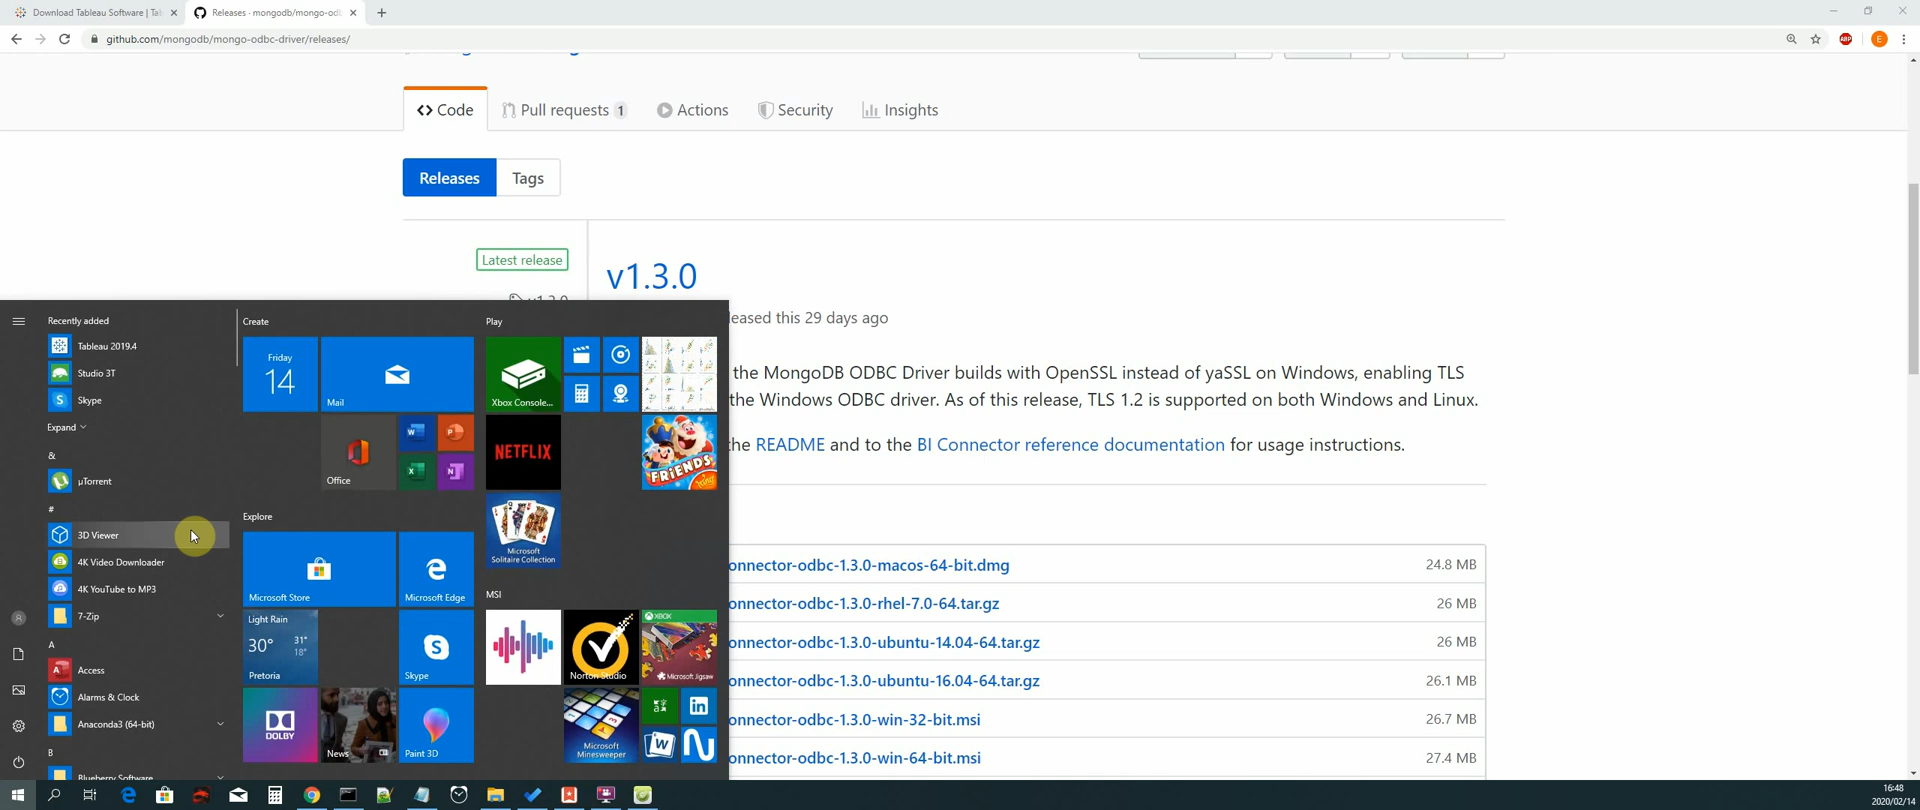 Download Tableau Software | Tab
Releases · mongodb/mongo-odb
github.com/mongodb/mongo-odbc-driver/releases/
ABP
E
Code
Pull requests 1
Actions
Security
Insights
Releases
Tags
Latest release
v1.3.0
v1.3.0
leased this 29 days ago
the MongoDB ODBC Driver builds with OpenSSL instead of yaSSL on Windows, enabling TLS
the Windows ODBC driver. As of this release, TLS 1.2 is supported on both Windows and Linux.
the README and to the BI Connector reference documentation for usage instructions.
onnector-odbc-1.3.0-macos-64-bit.dmg 24.8 MB
onnector-odbc-1.3.0-rhel-7.0-64.tar.gz 26 MB
onnector-odbc-1.3.0-ubuntu-14.04-64.tar.gz 26 MB
onnector-odbc-1.3.0-ubuntu-16.04-64.tar.gz 26.1 MB
onnector-odbc-1.3.0-win-32-bit.msi 26.7 MB
onnector-odbc-1.3.0-win-64-bit.msi 27.4 MB
Recently added
Tableau 2019.4
Studio 3T
Skype
Expand
&
µTorrent
#
3D Viewer
4K Video Downloader
4K YouTube to MP3
7-Zip
A
Access
Alarms & Clock
Anaconda3 (64-bit)
B
Blueberry Software
Create
Friday
14
Mail
Office
Explore
Microsoft Store
Microsoft Edge
Light Rain
30° 31°
18°
Pretoria
Skype
DOLBY
News
Paint 3D
Play
Xbox Console...
NETFLIX
FRIENDS
Microsoft
Solitaire Collection
MSI
Norton Studio
XBOX
Microsoft Jigsaw
Microsoft
Minesweeper
16:48
2020/02/14